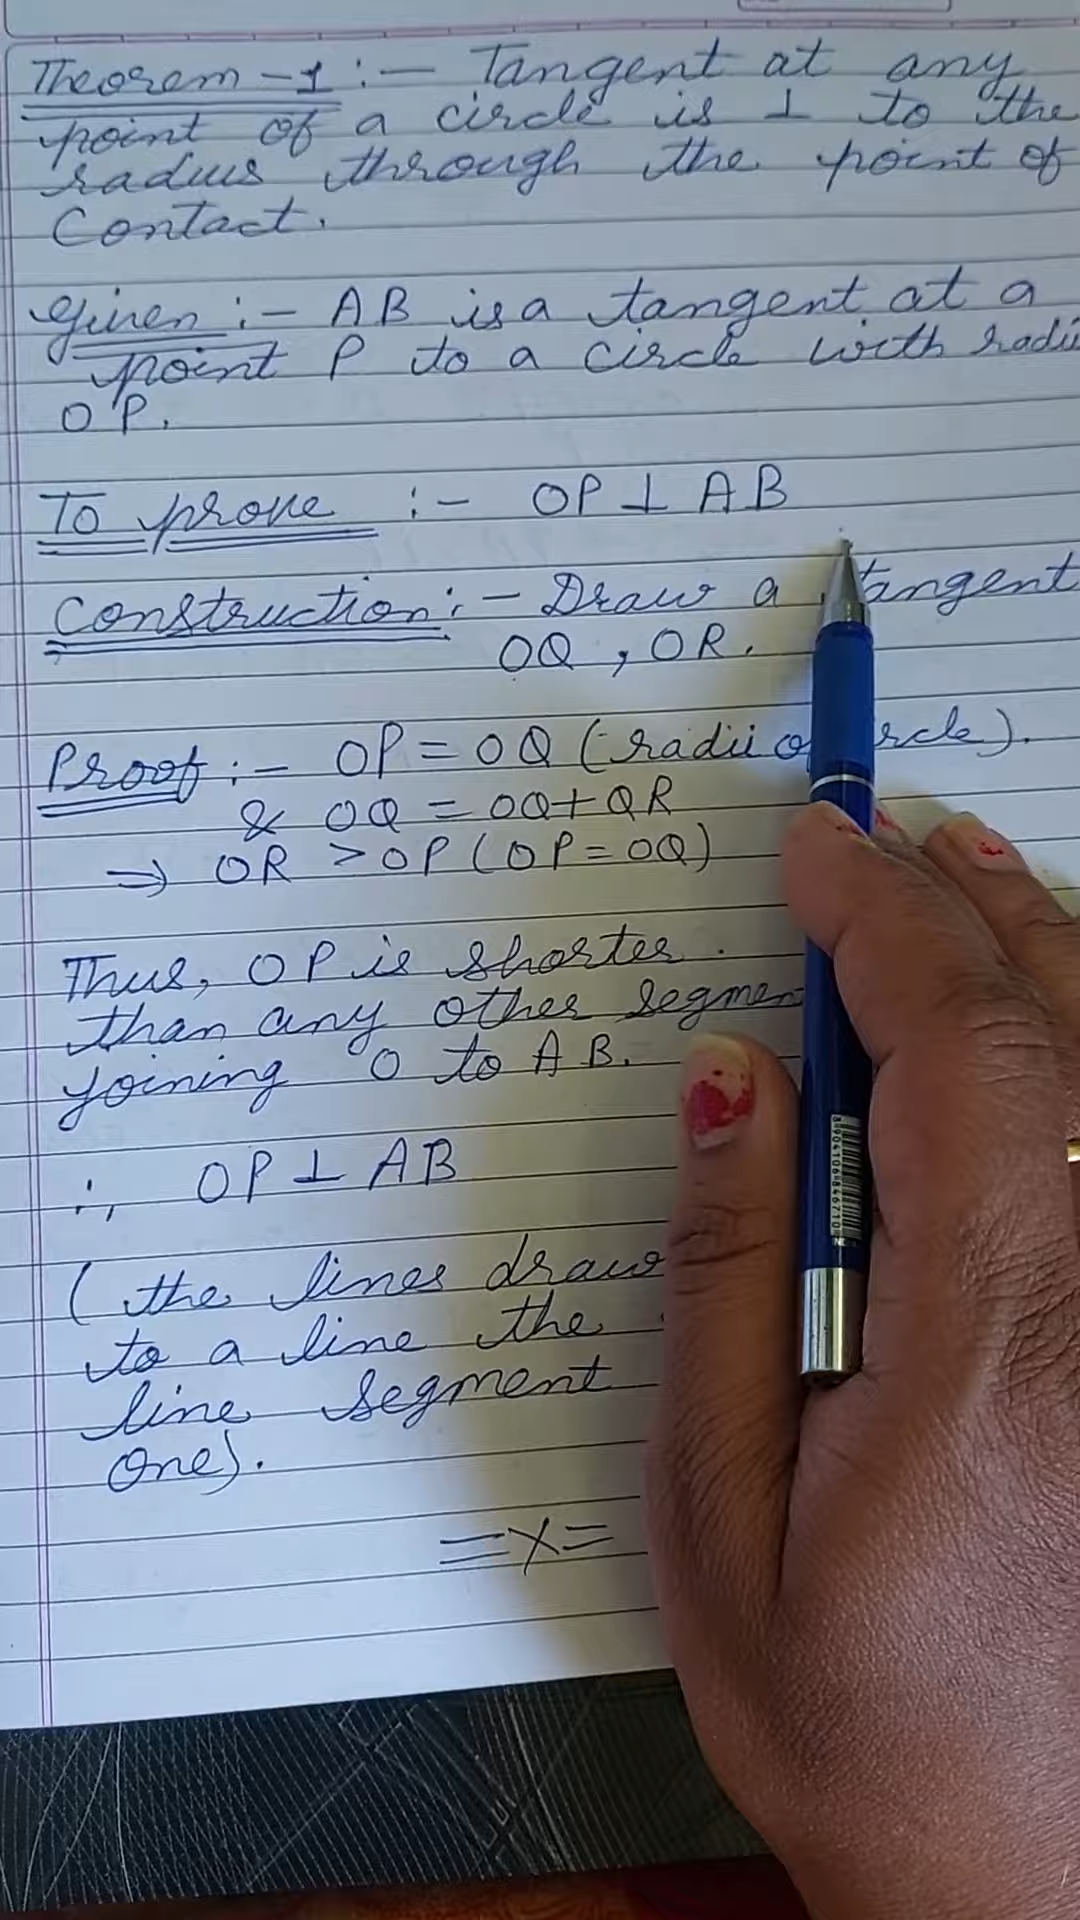 Theorem-1 :- Tangent at any
point of a circle is ⊥ to the
radius through the point of
Contact.
Given :- AB is a tangent at a
point P to a circle with radii
OP.
To prove :- OP ⊥ AB
Construction :- Draw a tangent
OQ, OR.
Proof :- OP = OQ (radii of circle).
& OQ = OQ + QR
⇒ OR > OP (OP = OQ)
Thus, OP is shorter
than any other segmen
joining O to AB.
∴, OP ⊥ AB
(the lines draw
to a line the
line segment
one).
=X=
8904106846710